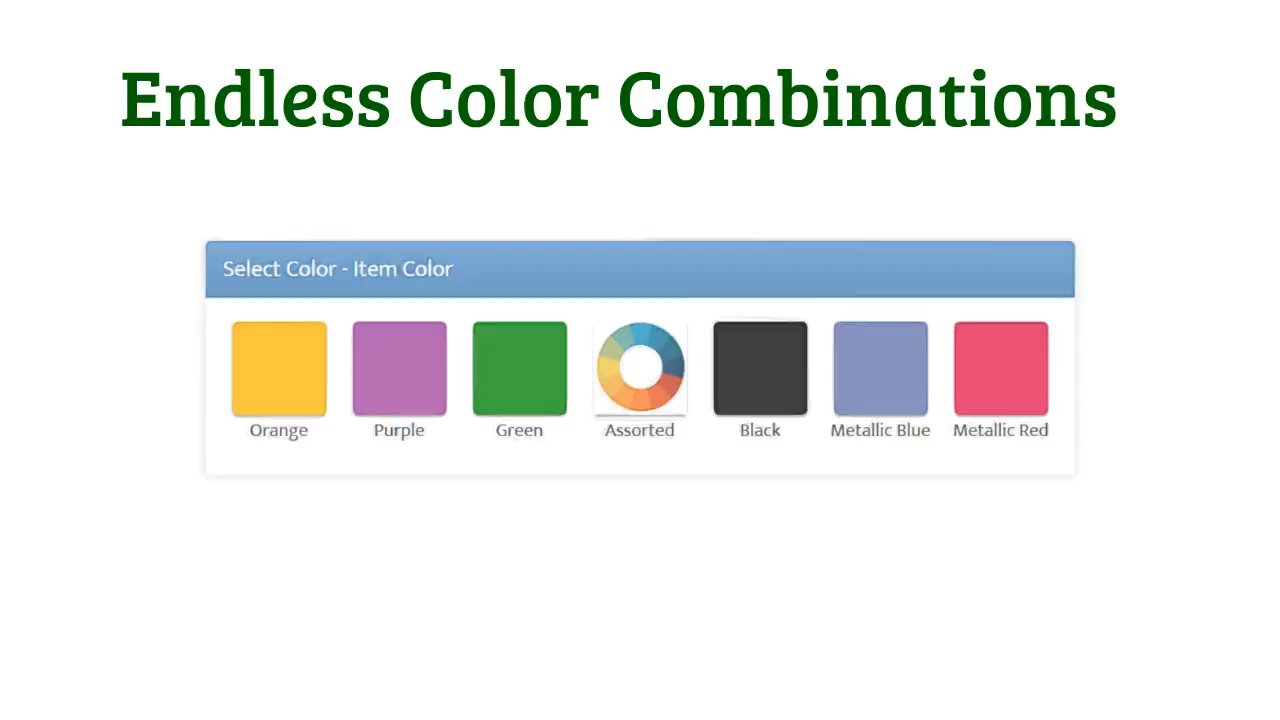 Endless Color Combinations
Select Color - Item Color
Orange Purple Green Assorted Black Metallic Blue Metallic Red